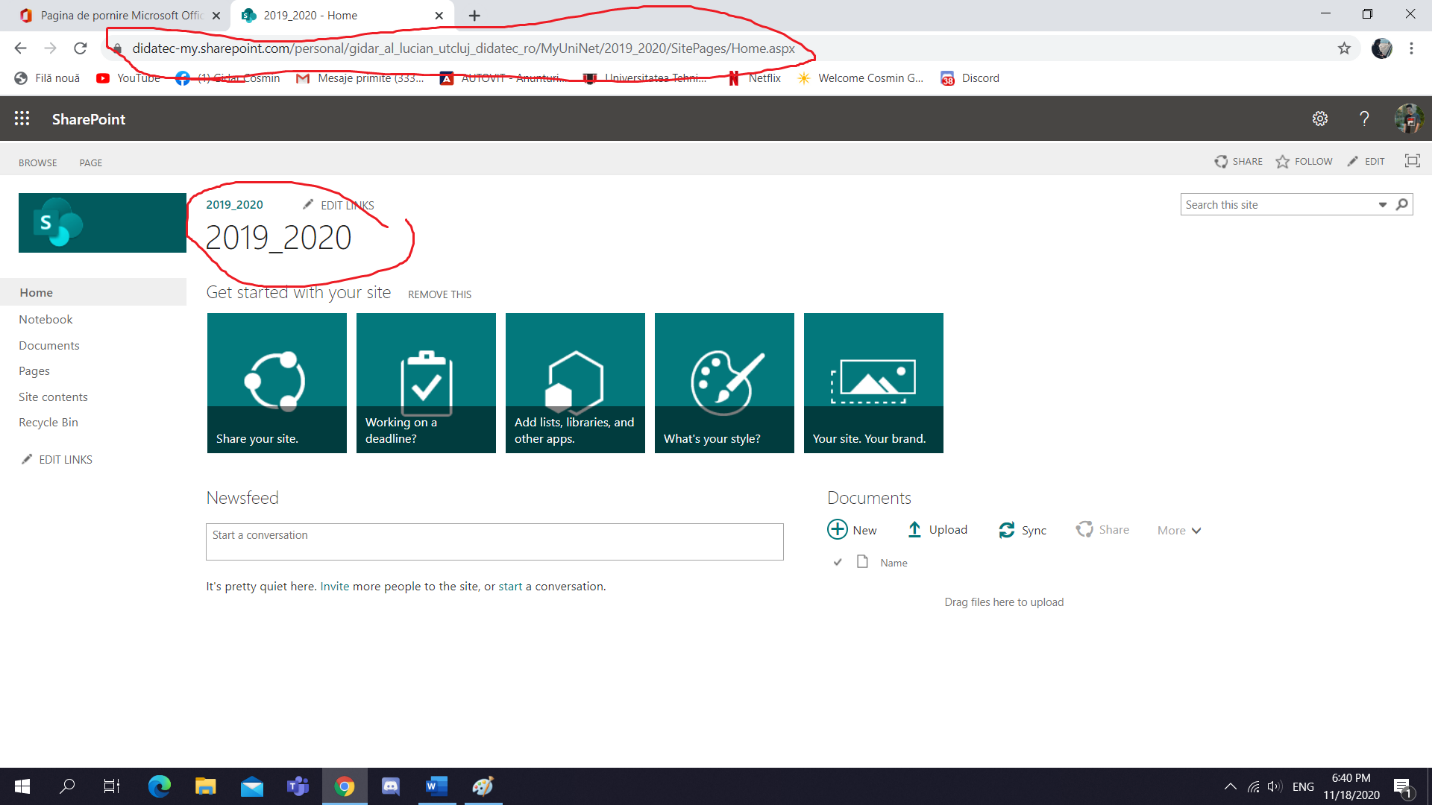 Pagina de pornire Microsoft Offic
2019_2020 - Home
didatec-my.sharepoint.com/personal/gidar_al_lucian_utcluj_didatec_ro/MyUniNet/2019_2020/SitePages/Home.aspx
Filă nouă YouTube (1) Gidar Cosmin Mesaje primite (333... AUTOVIT - Anunturi... Universitatea Tehni... Netflix Welcome Cosmin G... Discord
SharePoint
BROWSE PAGE SHARE FOLLOW EDIT
S
2019_2020 EDIT LINKS
Search this site
2019_2020
Home
Notebook
Documents
Pages
Site contents
Recycle Bin
EDIT LINKS
Get started with your site REMOVE THIS
Share your site.
Working on a
deadline?
Add lists, libraries, and
other apps.
What's your style?
Your site. Your brand.
Newsfeed
Start a conversation
It's pretty quiet here. Invite more people to the site, or start a conversation.
Documents
New Upload Sync Share More
Name
Drag files here to upload
ENG
6:40 PM
11/18/2020
1